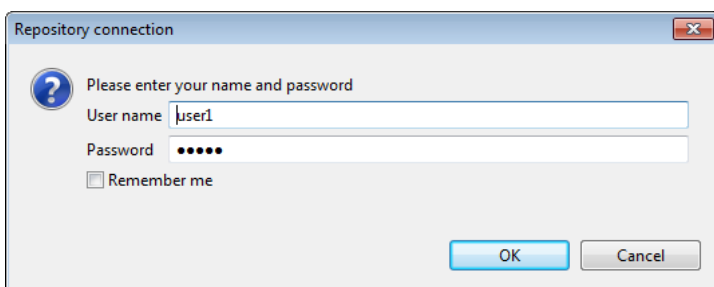 Repository connection
Please enter your name and password
User name user1
Password •••••
Remember me
OK Cancel